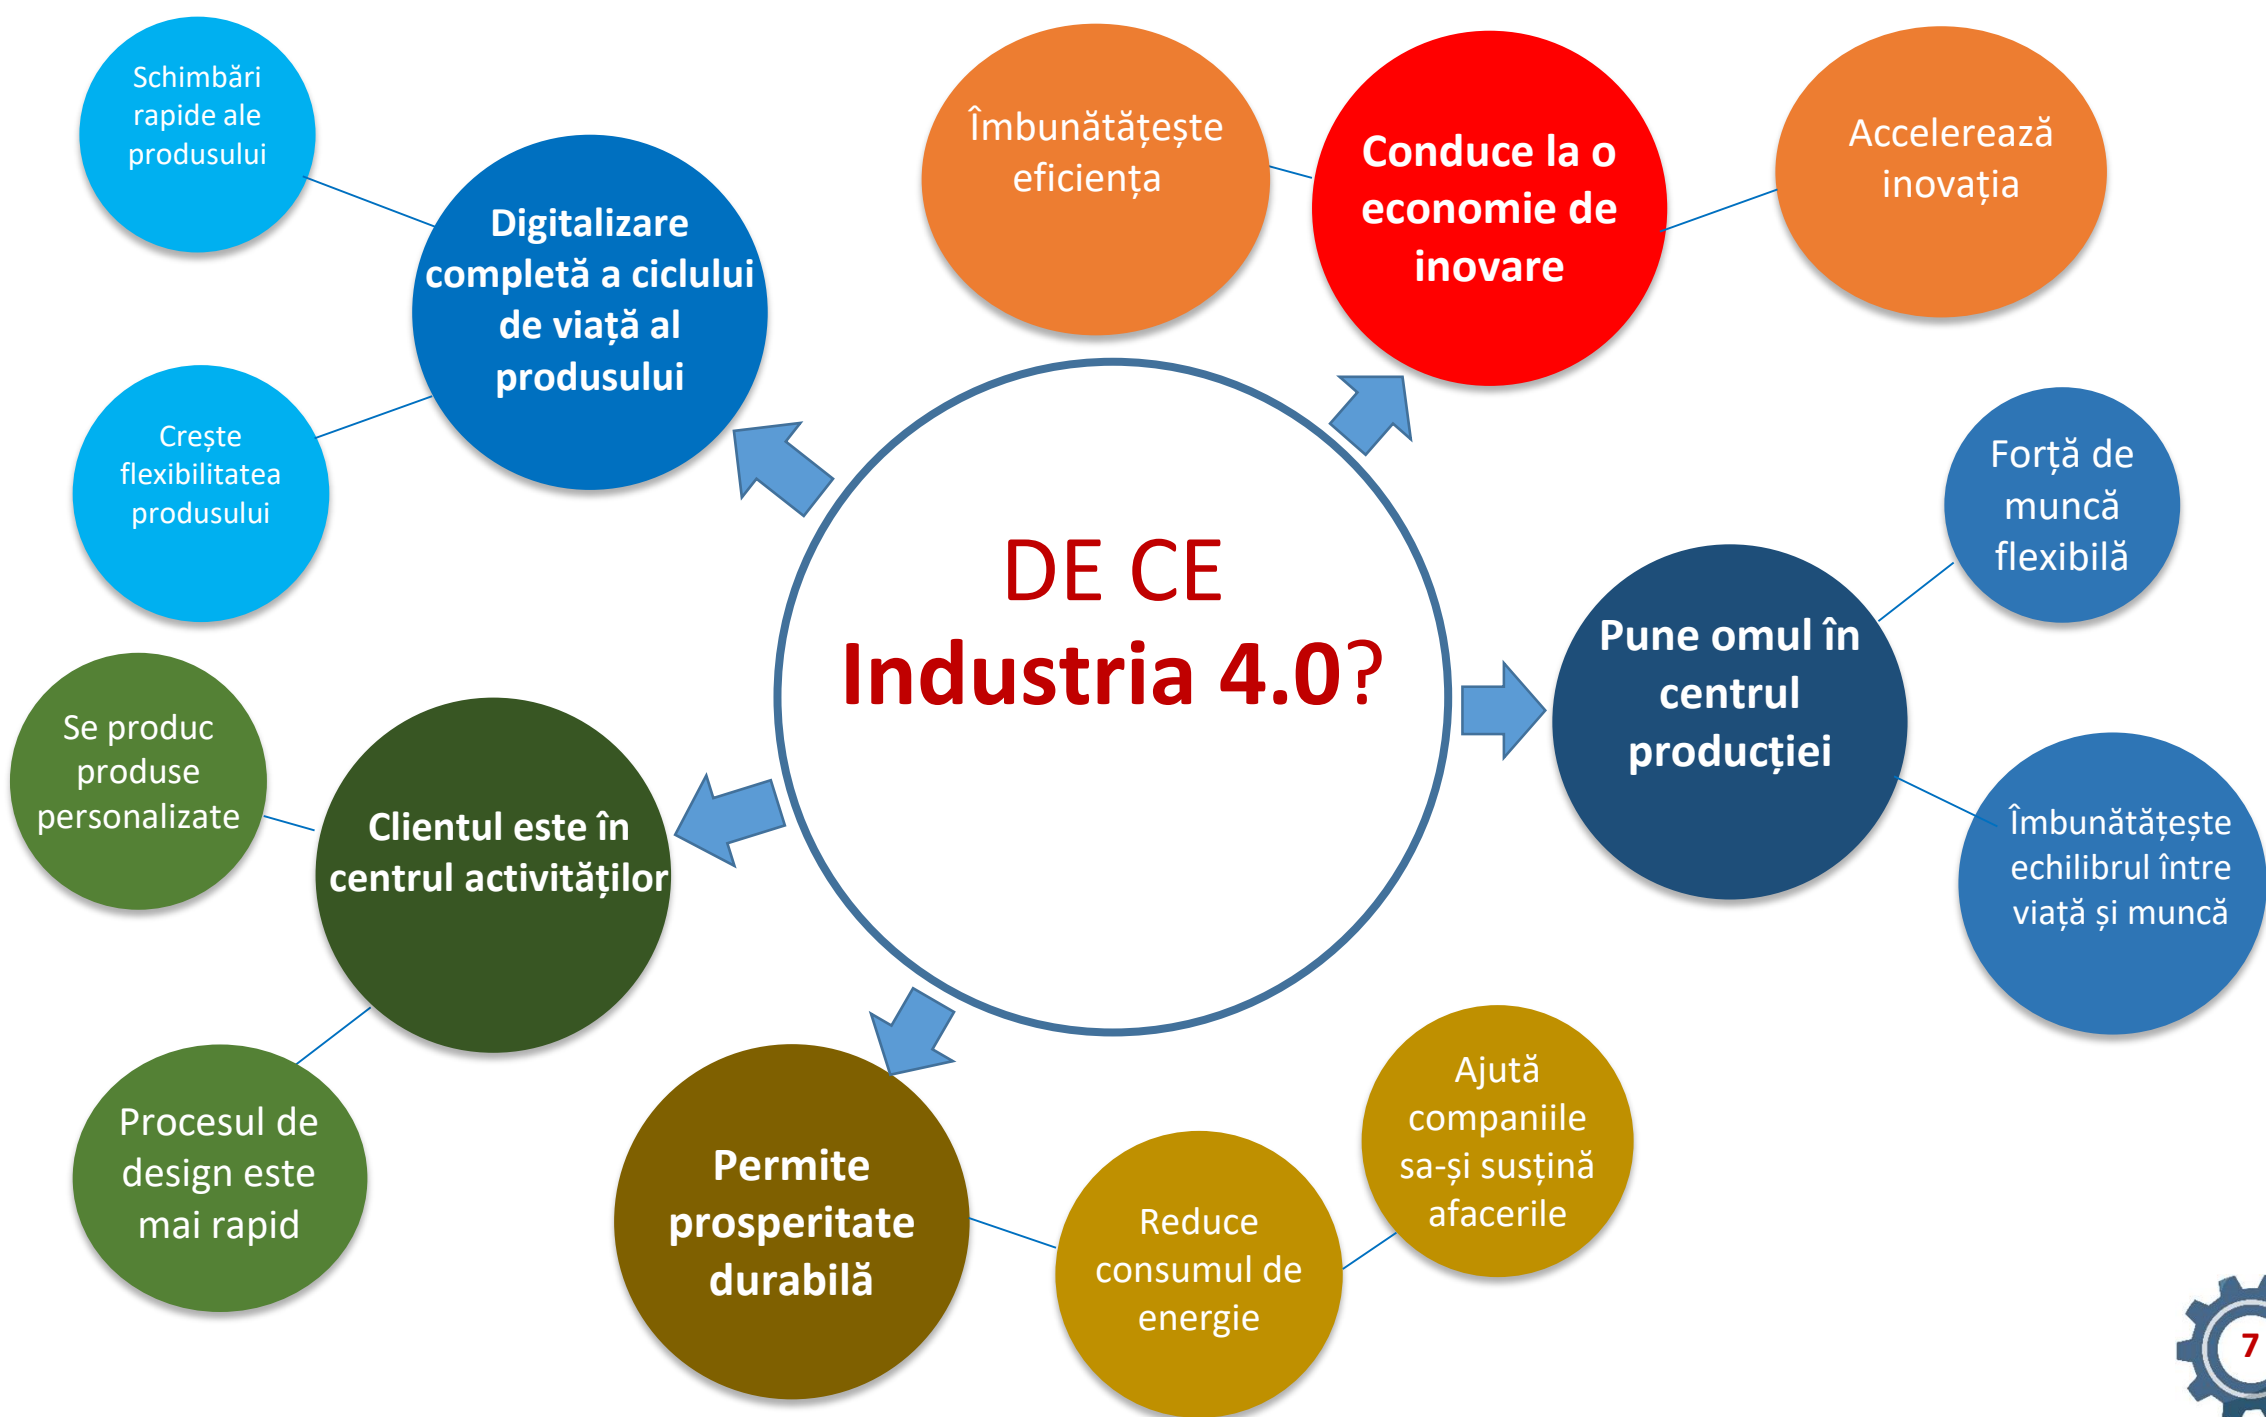 Schimbări
rapide ale
produsului
Digitalizare
completă a ciclului
de viață al
produsului
Crește
flexibilitatea
produsului
Îmbunătățește
eficiența
Conduce la o
economie de
inovare
Accelerează
inovația
DE CE
Industria 4.0?
Forță de
muncă
flexibilă
Pune omul în
centrul
producției
Îmbunătățește
echilibrul între
viață și muncă
Se produc
produse
personalizate
Clientul este în
centrul activităților
Procesul de
design este
mai rapid
Permite
prosperitate
durabilă
Reduce
consumul de
energie
Ajută
companiile
sa-și susțină
afacerile
7